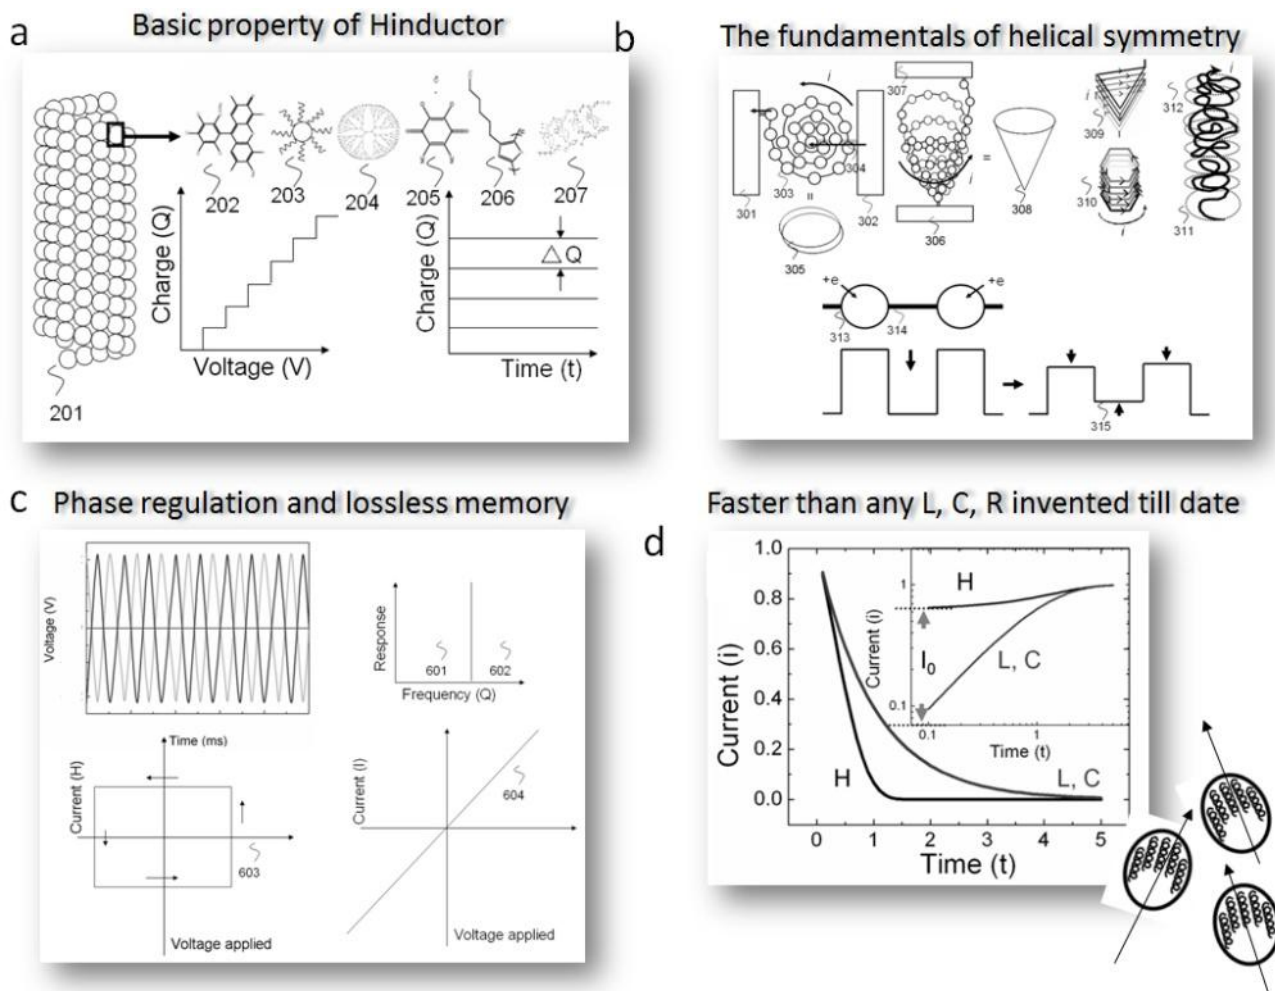 a
Basic property of Hinductor
202
203
204
205
206
207
Charge (Q)
Voltage (V)
Charge (Q)
△ Q
Time (t)
201
b
The fundamentals of helical symmetry
307
i
312
i
i
309
304
303
=
i
310
301
=
302
306
308
i
311
305
+e
+e
313
314
315
c
Phase regulation and lossless memory
Voltage (V)
Time (ms)
Response
601
602
Frequency (Q)
Current (H)
603
Voltage applied
Current (I)
604
Voltage applied
Faster than any L, C, R invented till date
d
1.0
0.8
0.6
0.4
0.2
0.0
Current (i)
H
L, C
0
1
2
3
4
5
Time (t)
1
H
Current (i)
I0
L, C
0.1
0.1
1
Time (t)